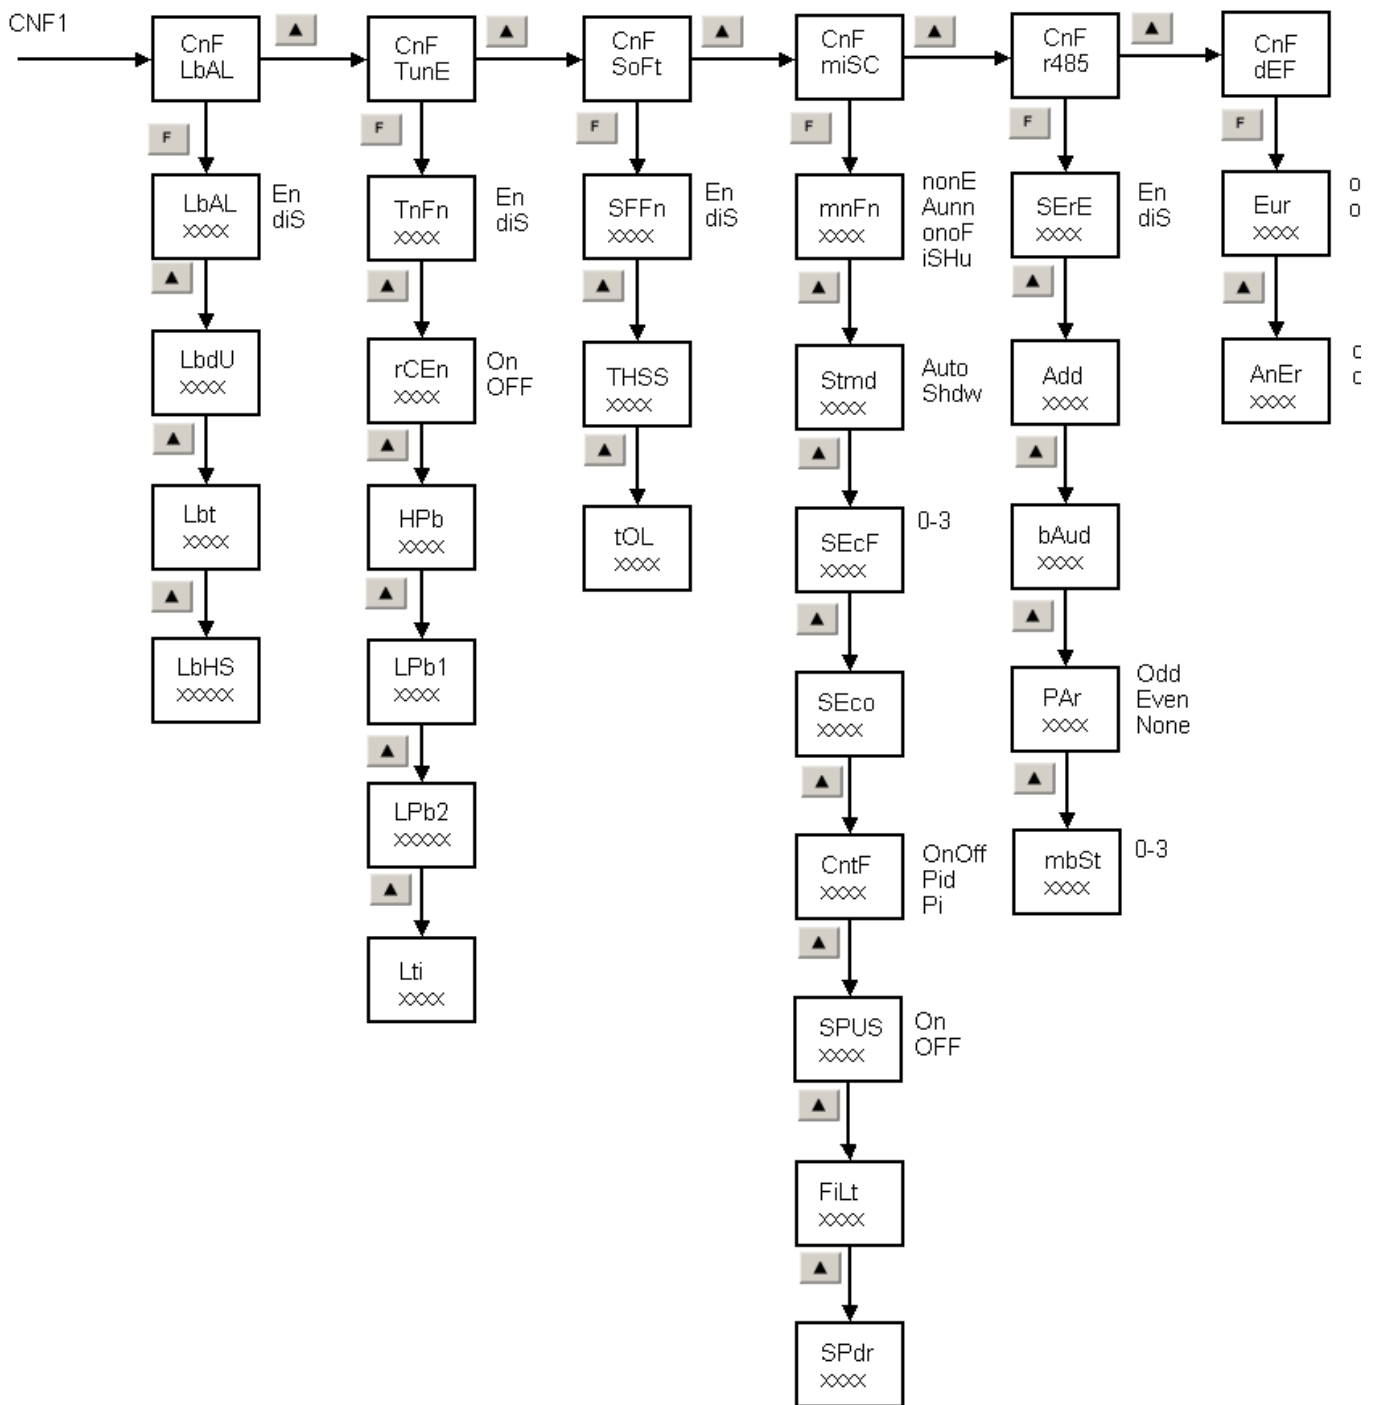 CNF1
CnF
LbAL
CnF
TunE
CnF
SoFt
CnF
miSC
CnF
r485
CnF
dEF
F
F
F
F
F
F
LbAL
XXXX
En
diS
LbdU
XXXX
Lbt
XXXX
LbHS
XXXXX
TnFn
XXXX
En
diS
rCEn
XXXX
On
OFF
HPb
XXXX
LPb1
XXXX
LPb2
XXXXX
Lti
XXXX
SFFn
XXXX
En
diS
THSS
XXXX
tOL
XXXX
mnFn
XXXX
nonE
Aunn
onoF
iSHu
Stmd
XXXX
Auto
Shdw
SEcF
XXXX
0-3
SEco
XXXX
CntF
XXXX
OnOff
Pid
Pi
SPUS
XXXX
On
OFF
FiLt
XXXX
SPdr
XXXX
SErE
XXXX
En
diS
Add
XXXX
bAud
XXXX
PAr
XXXX
Odd
Even
None
mbSt
XXXX
0-3
Eur
XXXX
AnEr
XXXX